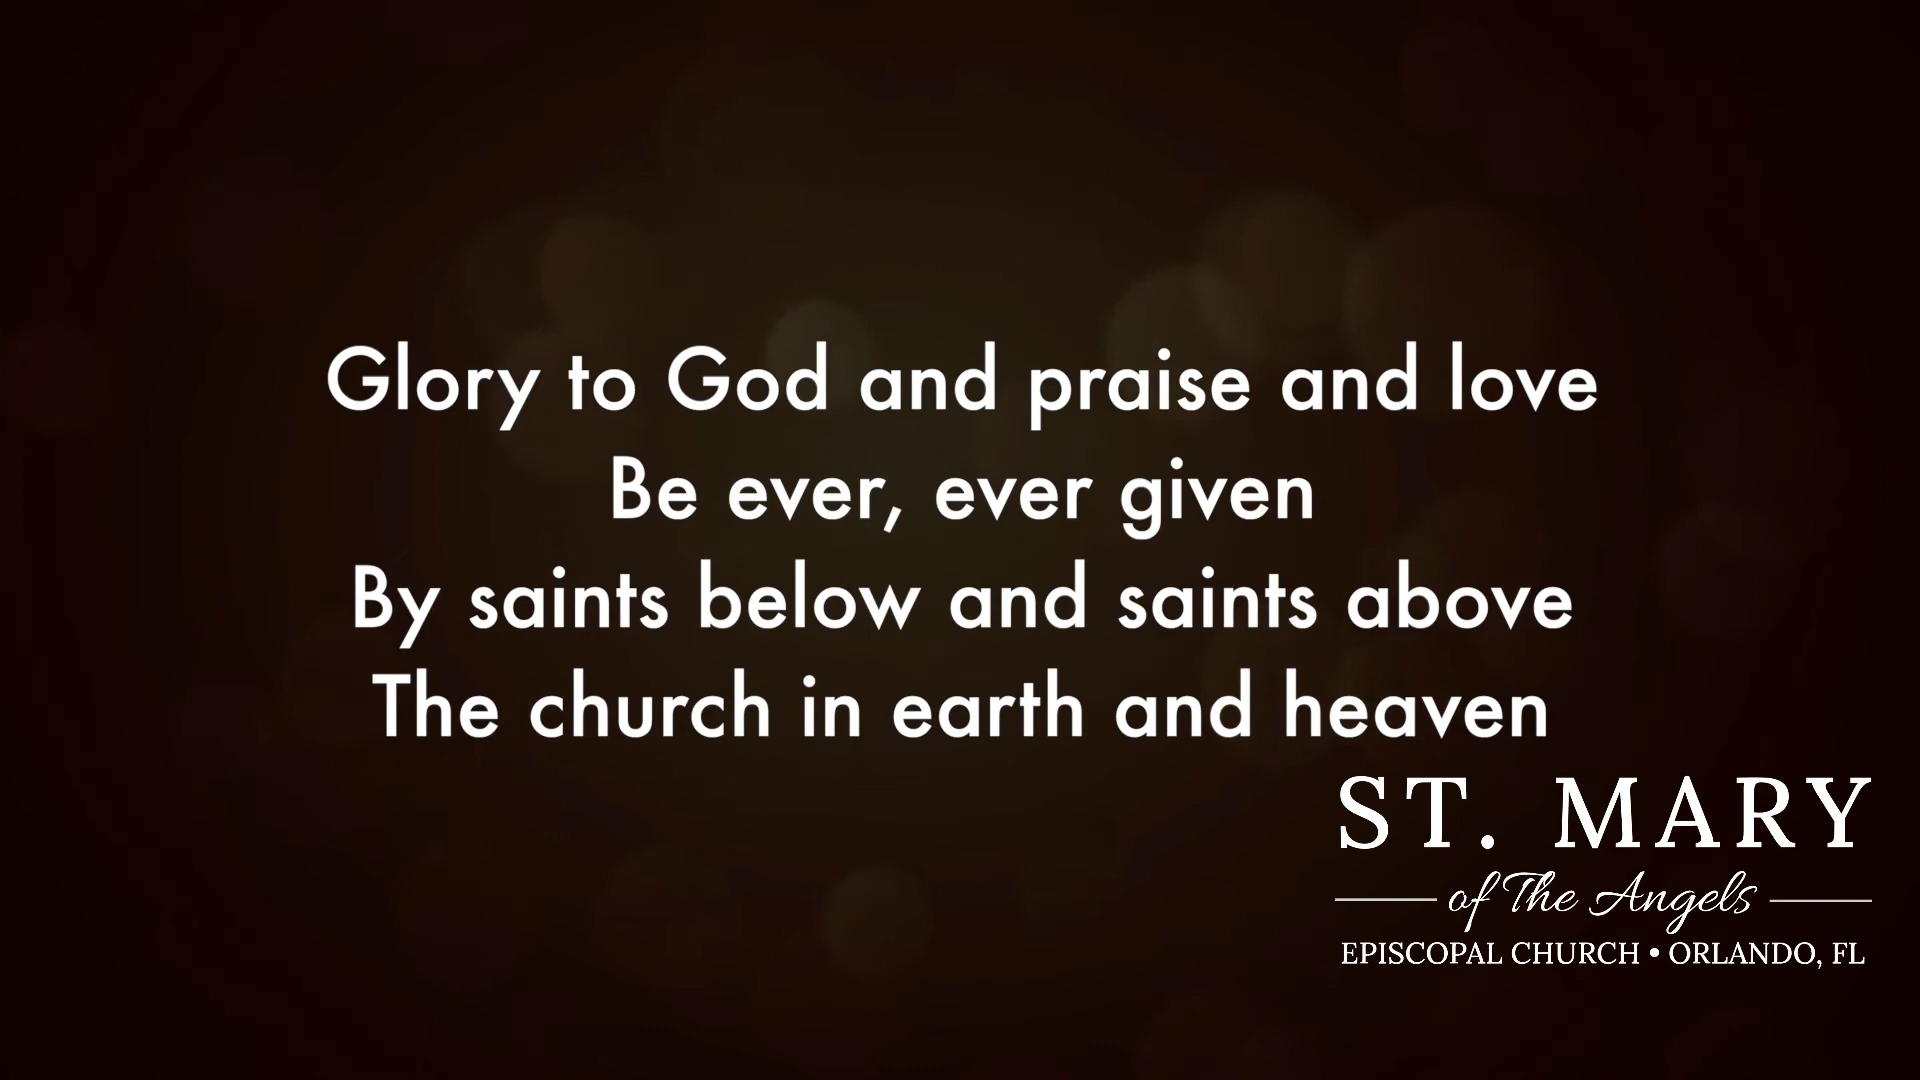 Glory to God and praise and love
Be ever, ever given
By saints below and saints above
The church in earth and heaven
ST. MARY
of The Angels
EPISCOPAL CHURCH • ORLANDO, FL